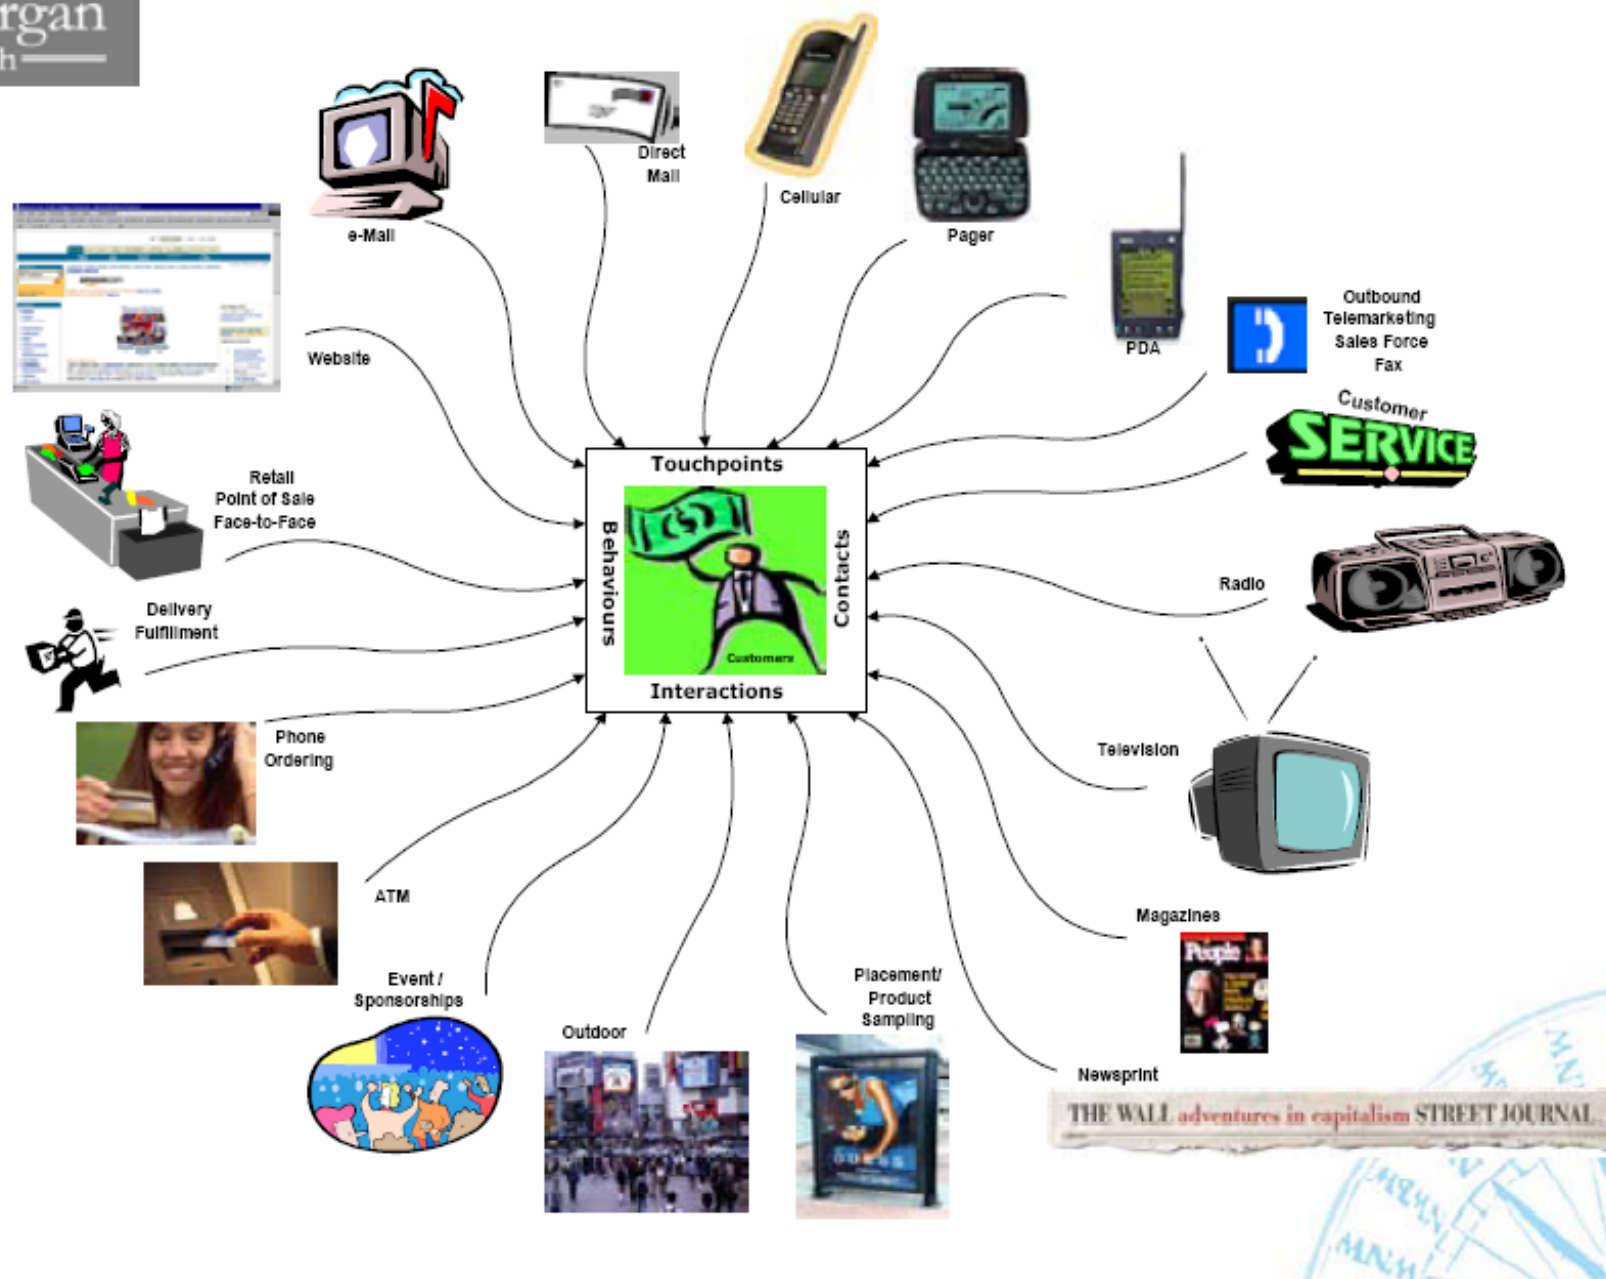 rgan
h
e-Mail
Direct
Mail
Cellular
Pager
PDA
Outbound
Telemarketing
Sales Force
Fax
Customer
SERVICE
Website
Retail
Point of Sale
Face-to-Face
Delivery
Fulfillment
Phone
Ordering
Touchpoints
Behaviours
Contacts
Customers
Interactions
Radio
Television
ATM
Magazines
People
Event /
Sponsorships
Outdoor
Placement/
Product
Sampling
GUESS
Newsprint
THE WALL adventures in capitalism STREET JOURNAL